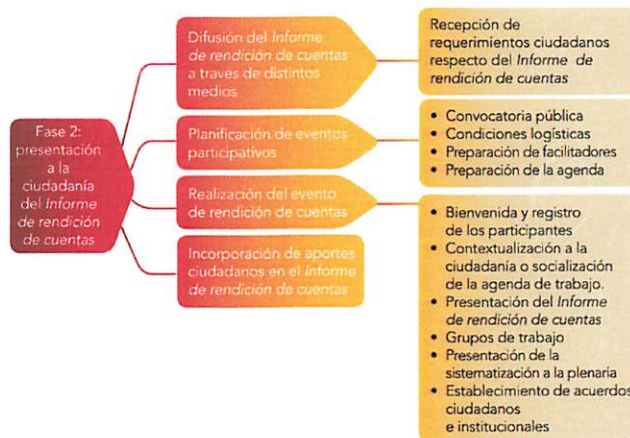 Fase 2:
presentación
a la
ciudadanía
del Informe
de rendición
de cuentas
Difusión del Informe
de rendición de cuentas
a través de distintos
medios
Recepción de
requerimientos ciudadanos
respecto del Informe de
rendición de cuentas
Planificación de eventos
participativos
• Convocatoria pública
• Condiciones logísticas
• Preparación de facilitadores
• Preparación de la agenda
Realización del evento
de rendición de cuentas
• Bienvenida y registro
de los participantes
• Contextualización a la
ciudadanía o socialización
de la agenda de trabajo.
• Presentación del Informe
de rendición de cuentas
• Grupos de trabajo
• Presentación de la
sistematización a la plenaria
• Establecimiento de acuerdos
ciudadanos
e institucionales
Incorporación de aportes
ciudadanos en el Informe
de rendición de cuentas